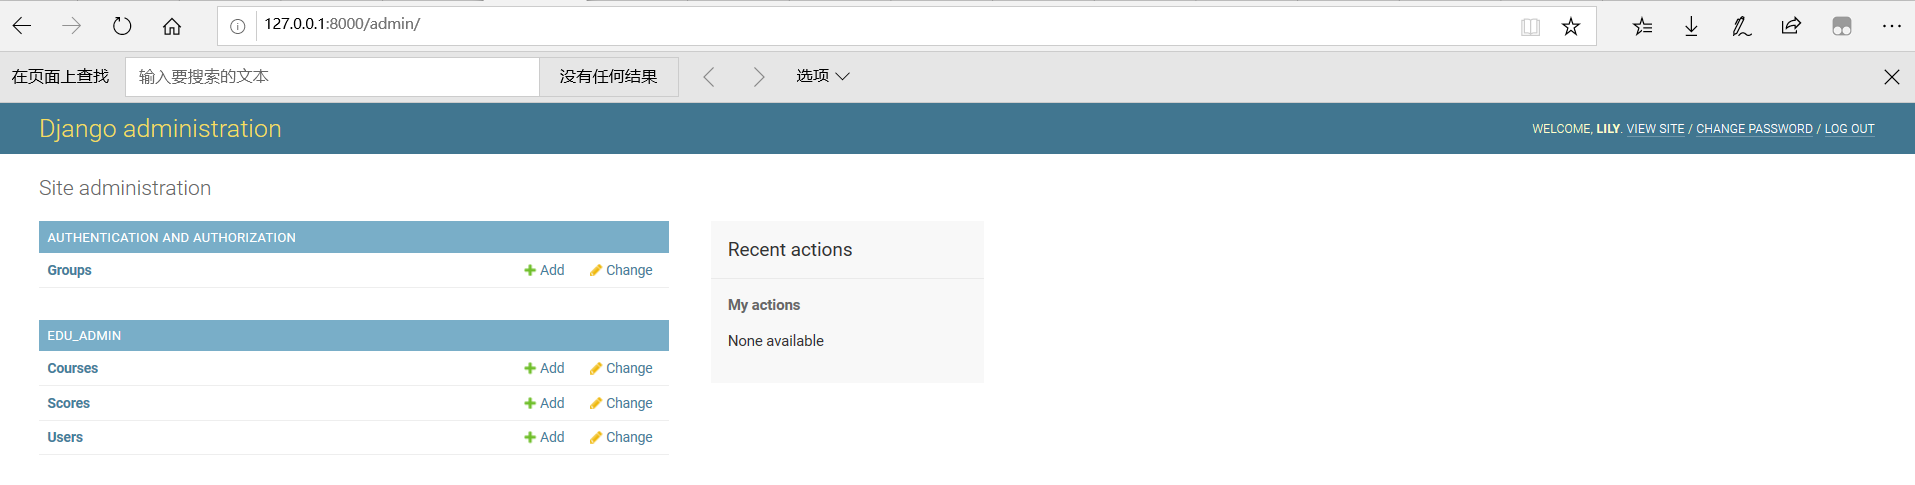 127.0.0.1:8000/admin/
在页面上查找 输入要搜索的文本 没有任何结果 选项
Django administration WELCOME, LILY. VIEW SITE / CHANGE PASSWORD / LOG OUT
Site administration
AUTHENTICATION AND AUTHORIZATION
Groups Add Change
EDU_ADMIN
Courses Add Change
Scores Add Change
Users Add Change
Recent actions
My actions
None available